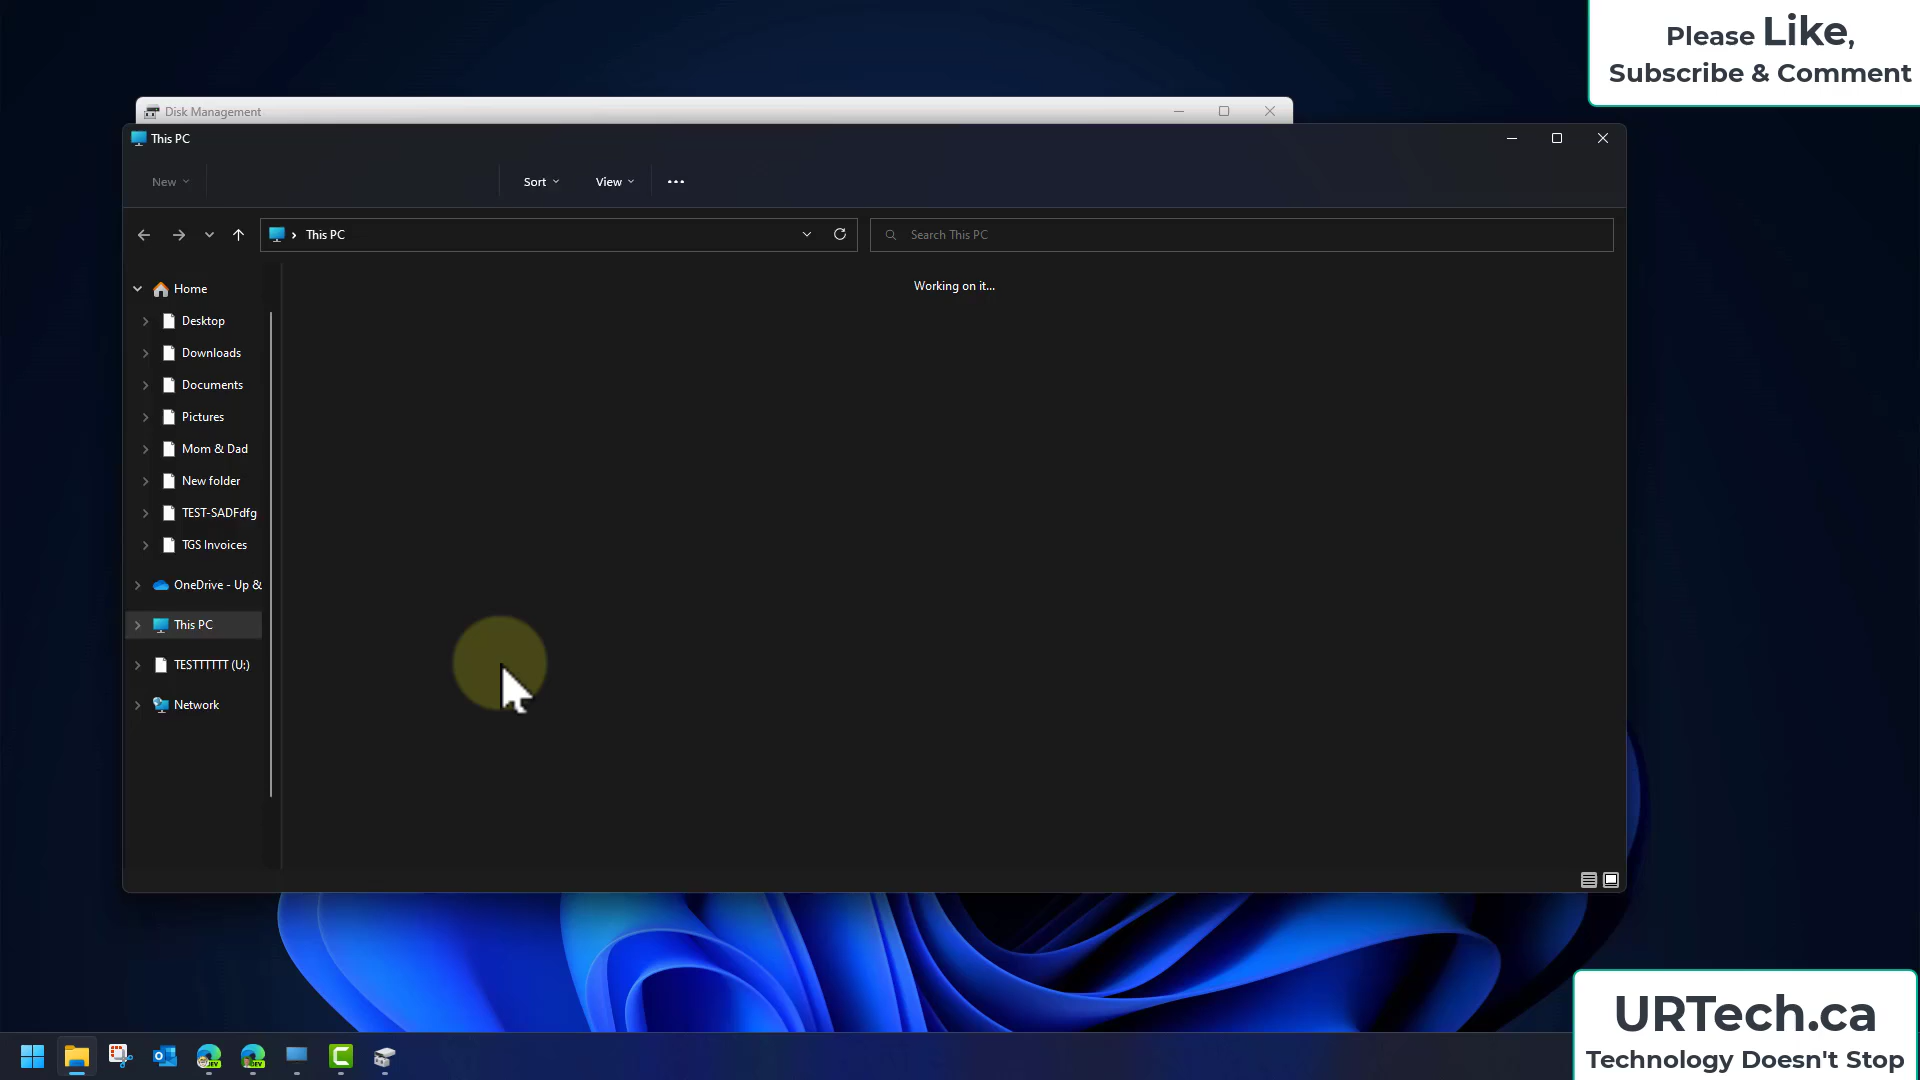 Please Like,
Subscribe & Comment
Disk Management
This PC
New
Sort
View
This PC
Search This PC
Working on it...
Home
Desktop
Downloads
Documents
Pictures
Mom & Dad
New folder
TEST-SADFdfg
TGS Invoices
OneDrive - Up &
This PC
TESTTTTTT (U:)
Network
URTech.ca
Technology Doesn't Stop